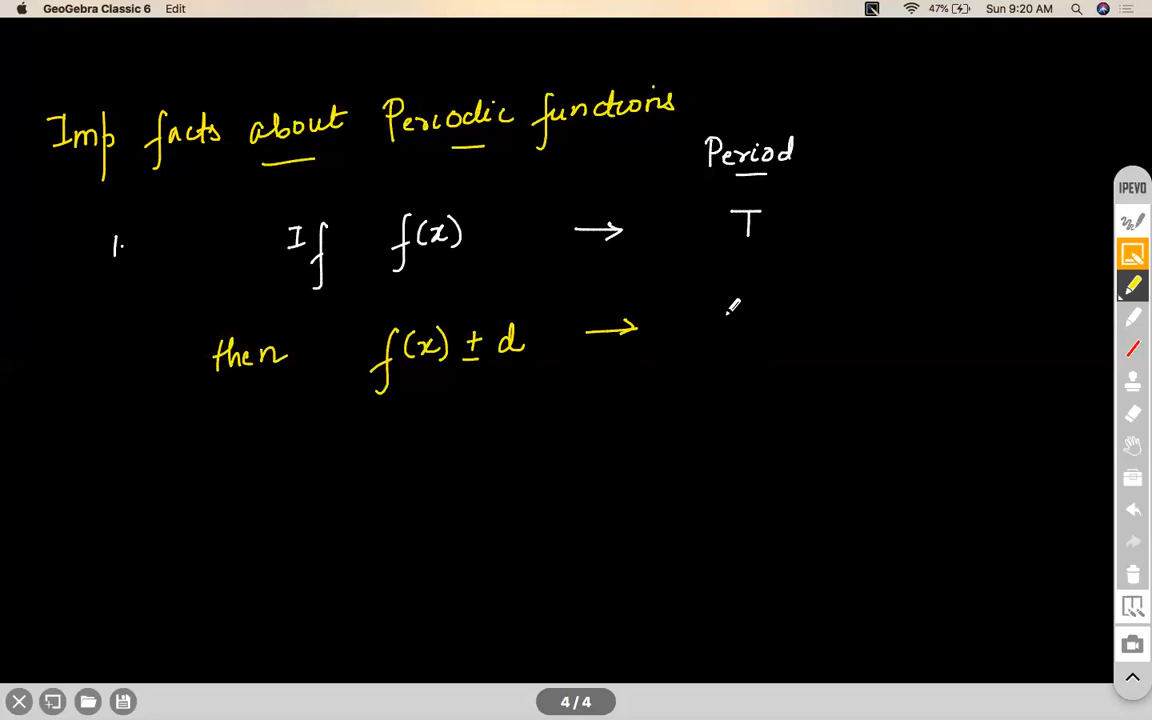 GeoGebra Classic 6 Edit 47% Sun 9:20 AM
Imp facts about Periodic functions
Period
1. If f(x) → T
then f(x) ± d →
IPEVO
4 / 4